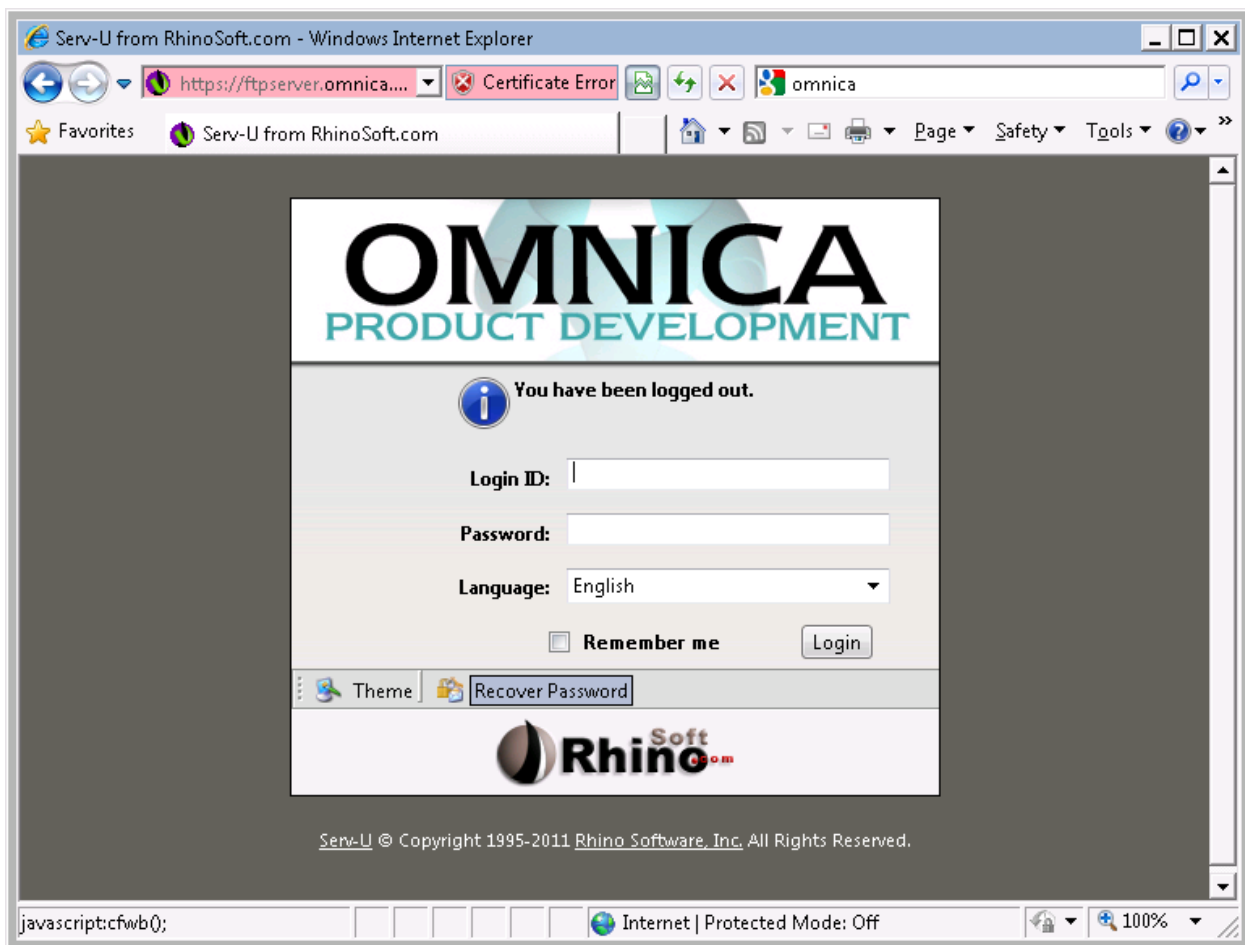 Serv-U from RhinoSoft.com - Windows Internet Explorer
https://ftpserver.omnica.... Certificate Error omnica
Favorites Serv-U from RhinoSoft.com Page Safety Tools »
OMNICA
PRODUCT DEVELOPMENT
You have been logged out.
Login ID:
Password:
Language: English
Remember me Login
Theme Recover Password
RhinoSoft.com
Serv-U © Copyright 1995-2011 Rhino Software, Inc. All Rights Reserved.
javascript:cfwb(); Internet | Protected Mode: Off 100%